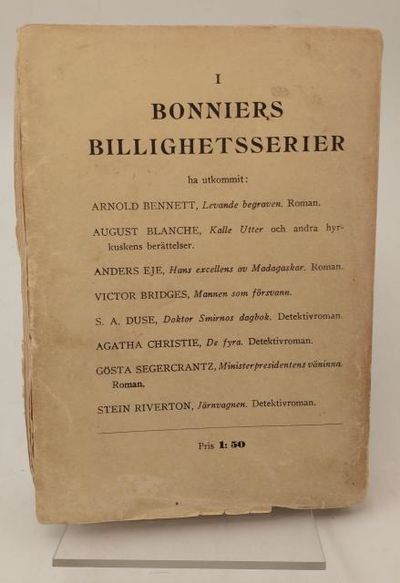 I
BONNIERS
BILLIGHETSSERIER
ha utkommit:
ARNOLD BENNETT, Levande begraven. Roman.
AUGUST BLANCHE, Kalle Utter och andra hyr-
kuskens berättelser.
ANDERS EJE, Hans excellens av Madagaskar. Roman.
VICTOR BRIDGES, Mannen som försvann.
S. A. DUSE, Doktor Smirnos dagbok. Detektivroman.
AGATHA CHRISTIE, De fyra. Detektivroman.
GÖSTA SEGERCRANTZ, Ministerpresidentens väninna.
Roman.
STEIN RIVERTON, Järnvagnen. Detektivroman.
Pris 1: 50